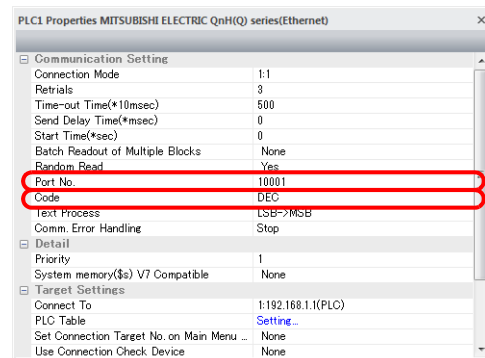 PLC1 Properties MITSUBISHI ELECTRIC QnH(Q) series(Ethernet)
Communication Setting
Connection Mode 1:1
Retrials 3
Time-out Time(*10msec) 500
Send Delay Time(*msec) 0
Start Time(*sec) 0
Batch Readout of Multiple Blocks None
Random Read Yes
Port No. 10001
Code DEC
Text Process LSB->MSB
Comm. Error Handling Stop
Detail
Priority 1
System memory($s) V7 Compatible None
Target Settings
Connect To 1:192.168.1.1(PLC)
PLC Table Setting...
Set Connection Target No. on Main Menu ... None
Use Connection Check Device None